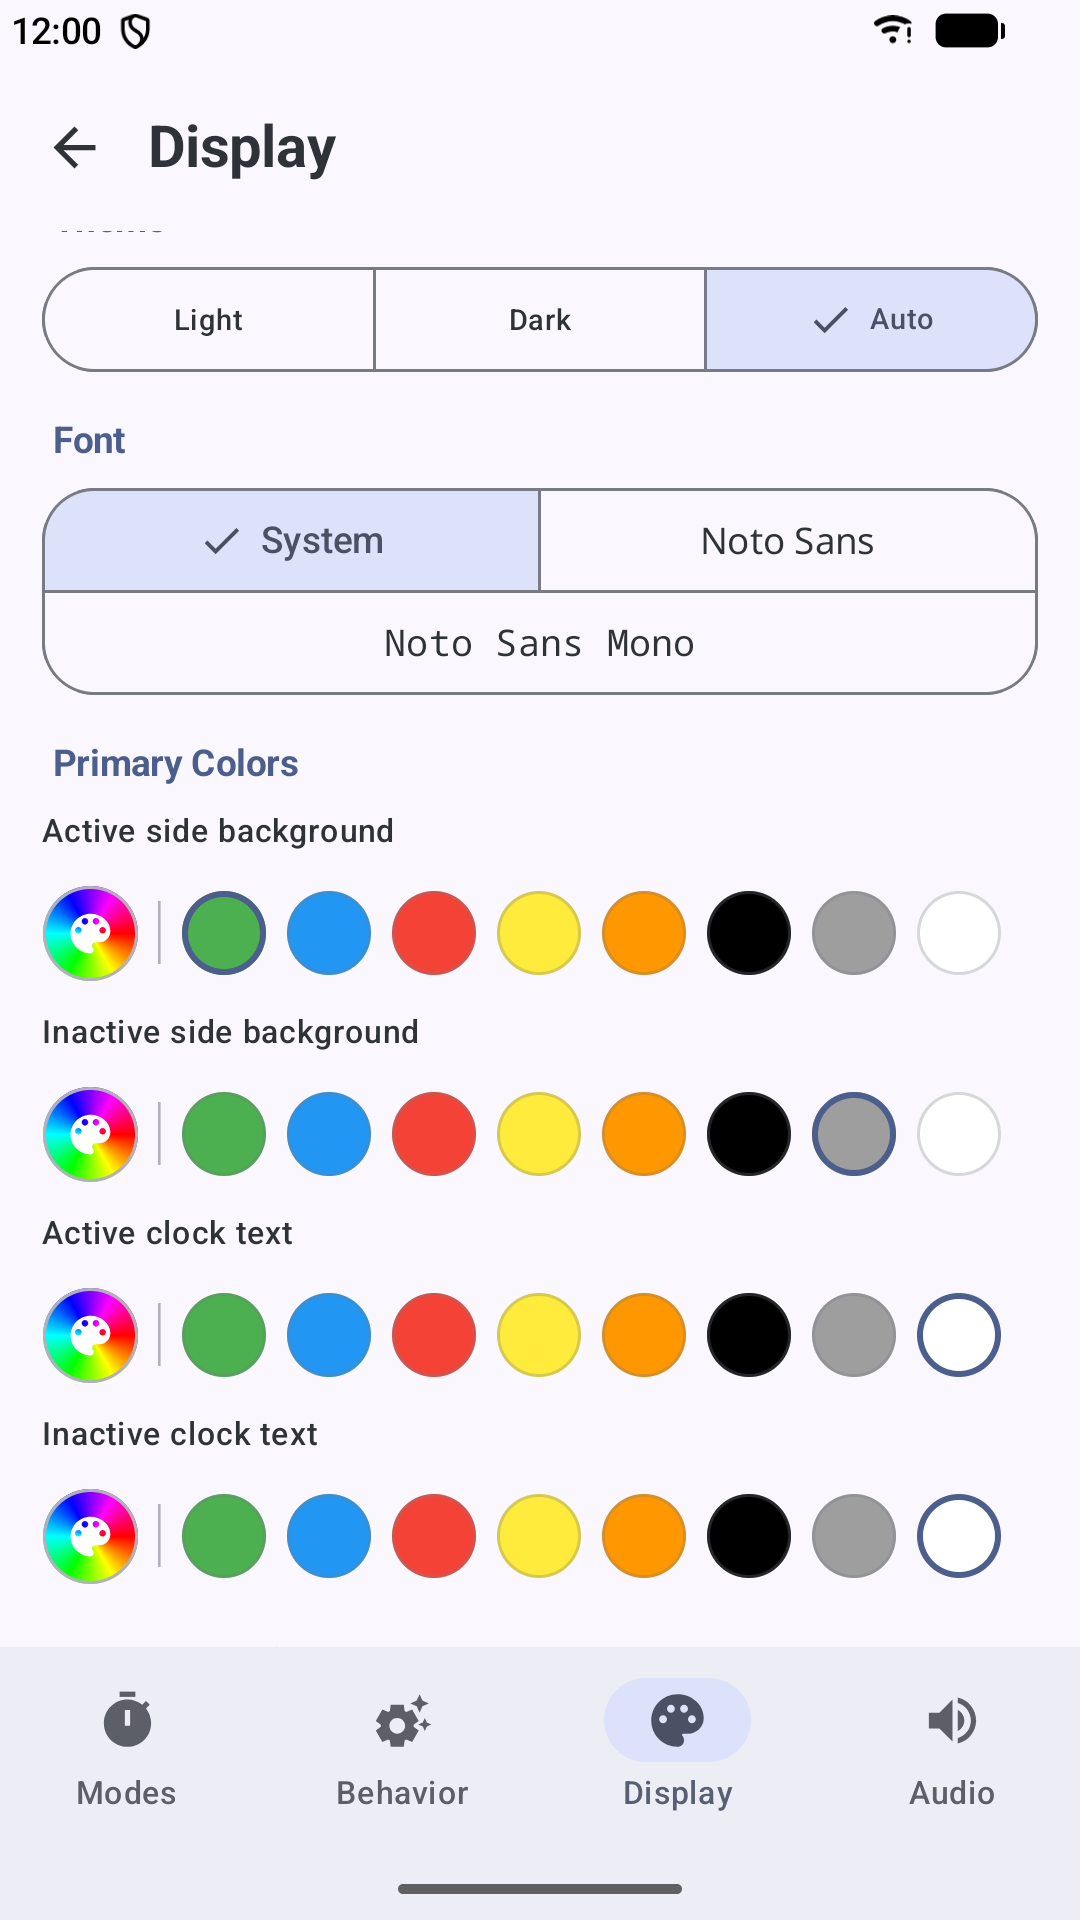 12:00
Display
Light
Dark
Auto
Font
System
Noto Sans
Noto Sans Mono
Primary Colors
Active side background
Inactive side background
Active clock text
Inactive clock text
Modes
Behavior
Display
Audio